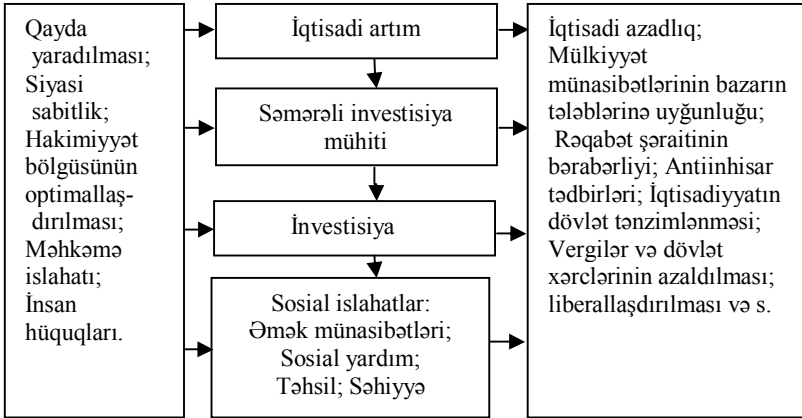 Qayda
yaradılması;
Siyasi
sabitlik;
Hakimiyyət
bölgüsünün
optimallaş-
dırılması;
Məhkəmə
islahatı;
İnsan
hüquqları.
İqtisadi artım
Səmərəli investisiya
mühiti
İnvestisiya
Sosial islahatlar:
Əmək münasibətləri;
Sosial yardım;
Təhsil; Səhiyyə
İqtisadi azadlıq;
Mülkiyyət
münasibətlərinin bazarın
tələblərinə uyğunluğu;
Rəqabət şəraitinin
bərabərliyi; Antiinhisar
tədbirləri; İqtisadiyyatın
dövlət tənzimlənməsi;
Vergilər və dövlət
xərclərinin azaldılması;
liberallaşdırılması və s.